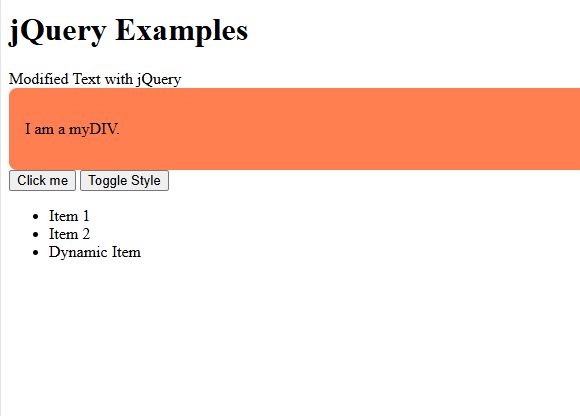 jQuery Examples
Modified Text with jQuery
I am a myDIV.
Click me Toggle Style
Item 1
Item 2
Dynamic Item